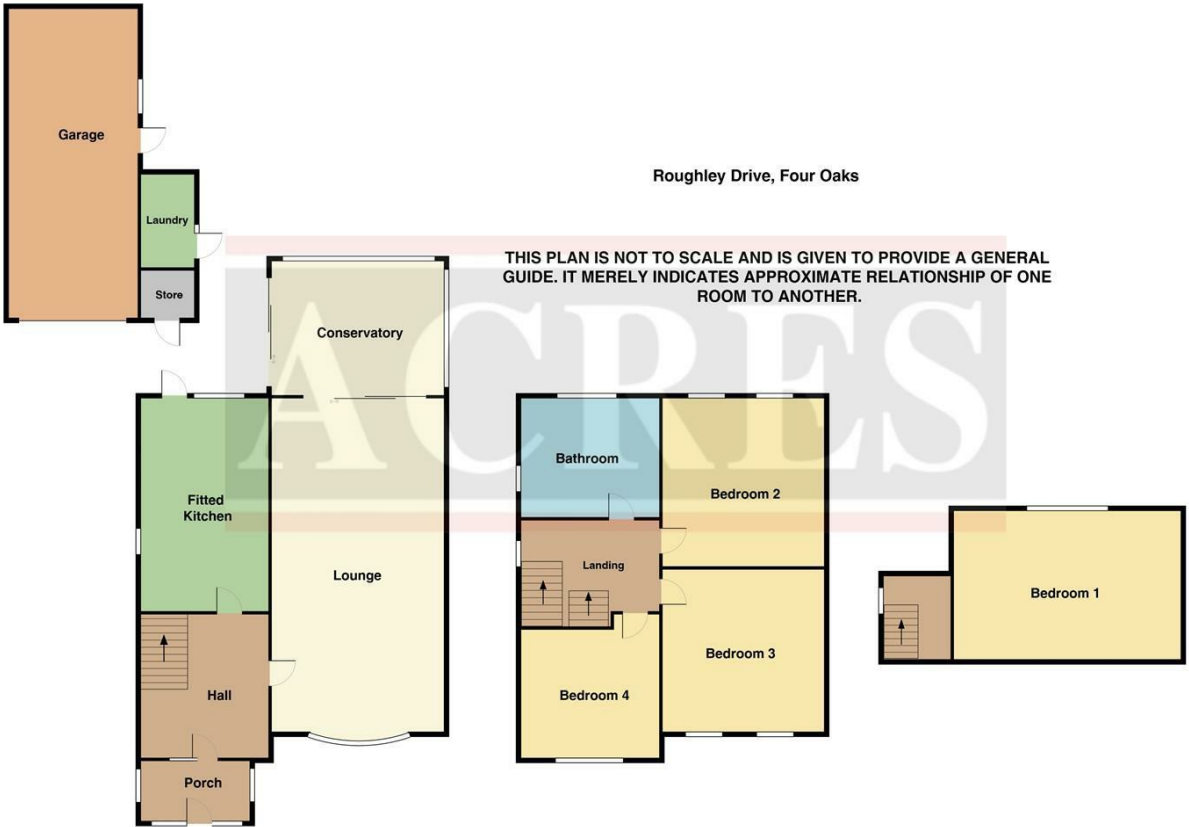 Garage
Roughley Drive, Four Oaks
Laundry
THIS PLAN IS NOT TO SCALE AND IS GIVEN TO PROVIDE A GENERAL
GUIDE. IT MERELY INDICATES APPROXIMATE RELATIONSHIP OF ONE
ROOM TO ANOTHER.
Store
Conservatory
ACRES
Bathroom
Bedroom 2
Fitted
Kitchen
Landing
Lounge
Bedroom 1
Bedroom 3
Hall
Bedroom 4
Porch